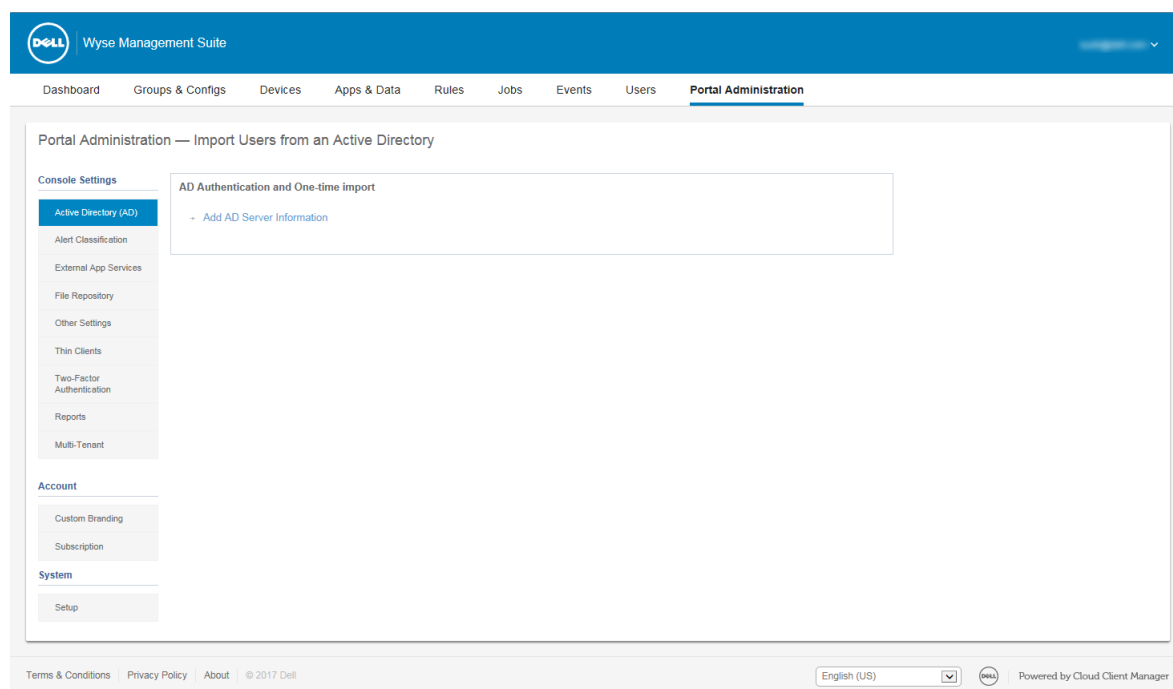 DELL
Wyse Management Suite
Dashboard Groups & Configs Devices Apps & Data Rules Jobs Events Users Portal Administration
Portal Administration — Import Users from an Active Directory
Console Settings
Active Directory (AD)
Alert Classification
External App Services
File Repository
Other Settings
Thin Clients
Two-Factor
Authentication
Reports
Multi-Tenant
Account
Custom Branding
Subscription
System
Setup
AD Authentication and One-time import
+ Add AD Server Information
Terms & Conditions Privacy Policy About © 2017 Dell
English (US)
DELL
Powered by Cloud Client Manager